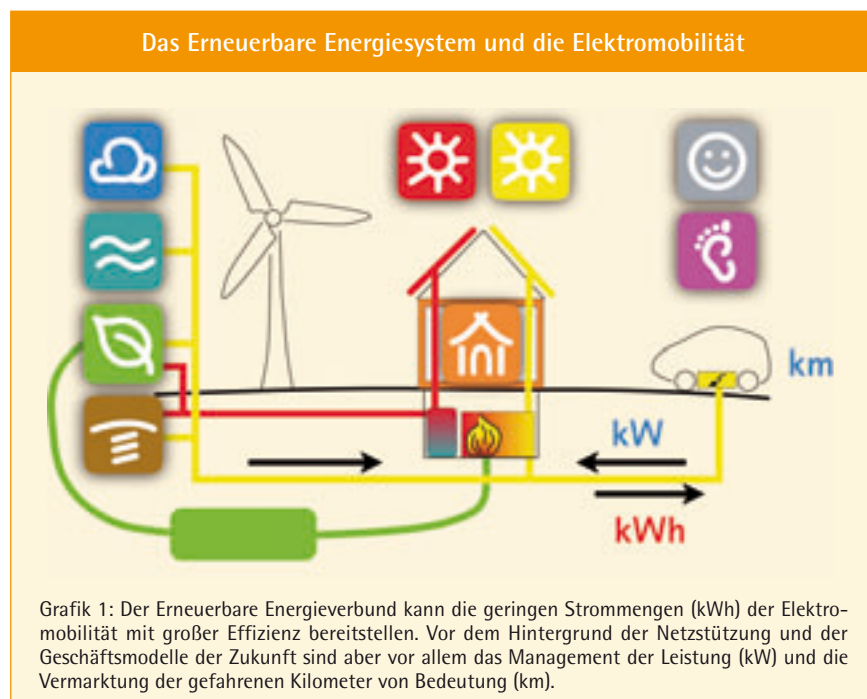 Das Erneuerbare Energiesystem und die Elektromobilität
km
kW
kWh
Grafik 1: Der Erneuerbare Energieverbund kann die geringen Strommengen (kWh) der Elektro-
mobilität mit großer Effizienz bereitstellen. Vor dem Hintergrund der Netzstützung und der
Geschäftsmodelle der Zukunft sind aber vor allem das Management der Leistung (kW) und die
Vermarktung der gefahrenen Kilometer von Bedeutung (km).